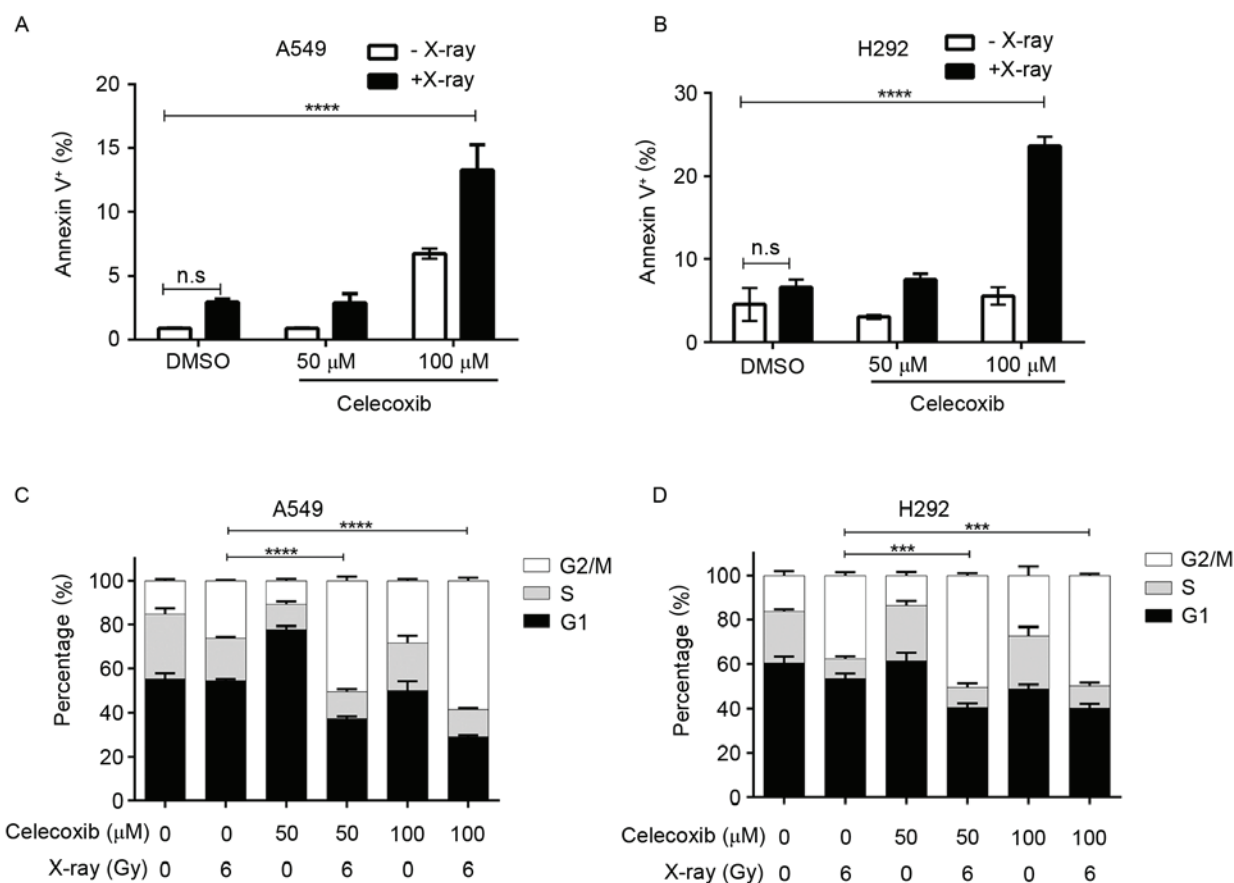 A
A549
- X-ray
+X-ray
****
n.s
Annexin V⁺ (%)
20
15
10
5
0
DMSO
50 μM
100 μM
Celecoxib
B
H292
- X-ray
+X-ray
****
n.s
Annexin V⁺ (%)
30
20
10
0
DMSO
50 μM
100 μM
Celecoxib
C
A549
****
****
G2/M
S
G1
Percentage (%)
100
80
60
40
20
0
Celecoxib (μM) 0 0 50 50 100 100
X-ray (Gy) 0 6 0 6 0 6
D
H292
***
***
G2/M
S
G1
Percentage (%)
100
80
60
40
20
0
Celecoxib (μM) 0 0 50 50 100 100
X-ray (Gy) 0 6 0 6 0 6